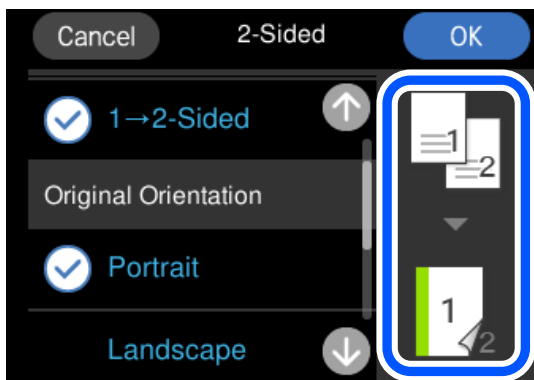 Cancel 2-Sided OK
1→2-Sided
Original Orientation
Portrait
Landscape
1
2
1
2